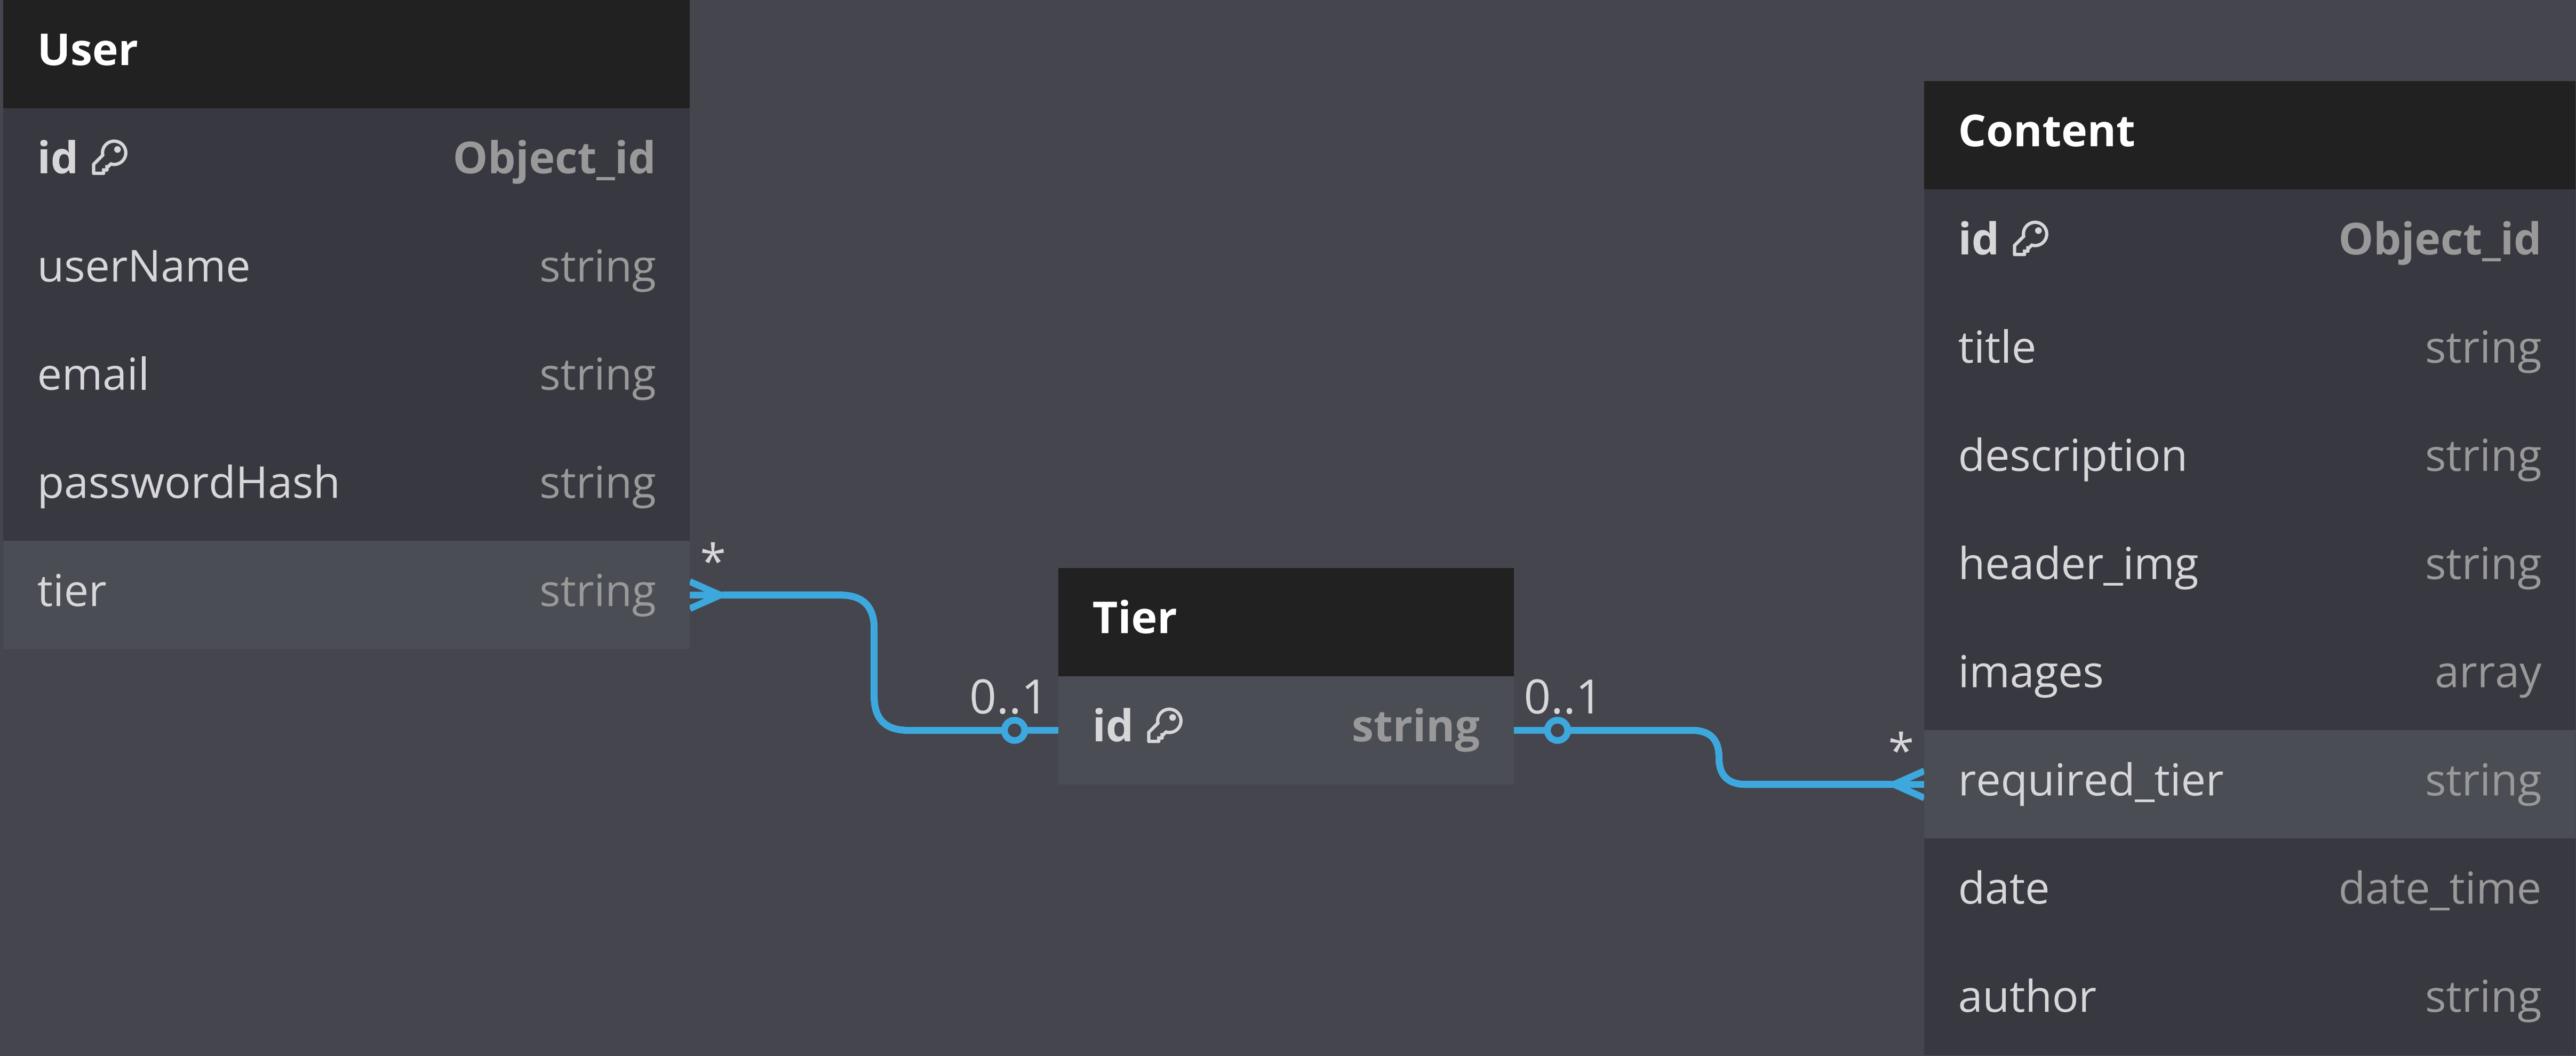 User
id Object_id
userName string
email string
passwordHash string
tier string
*
0..1
Tier
id string
0..1
*
Content
id Object_id
title string
description string
header_img string
images array
required_tier string
date date_time
author string